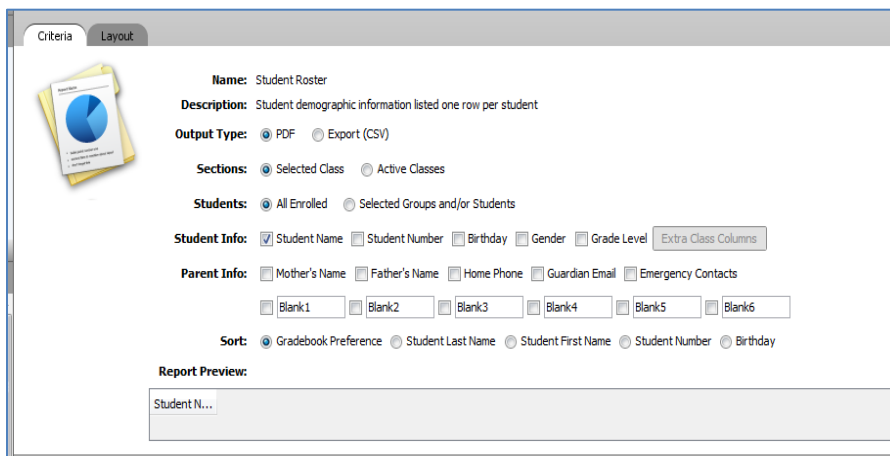 Criteria Layout
Name: Student Roster
Description: Student demographic information listed one row per student
Output Type: PDF Export (CSV)
Sections: Selected Class Active Classes
Students: All Enrolled Selected Groups and/or Students
Student Info: Student Name Student Number Birthday Gender Grade Level Extra Class Columns
Parent Info: Mother's Name Father's Name Home Phone Guardian Email Emergency Contacts
Blank1 Blank2 Blank3 Blank4 Blank5 Blank6
Sort: Gradebook Preference Student Last Name Student First Name Student Number Birthday
Report Preview:
Student N...